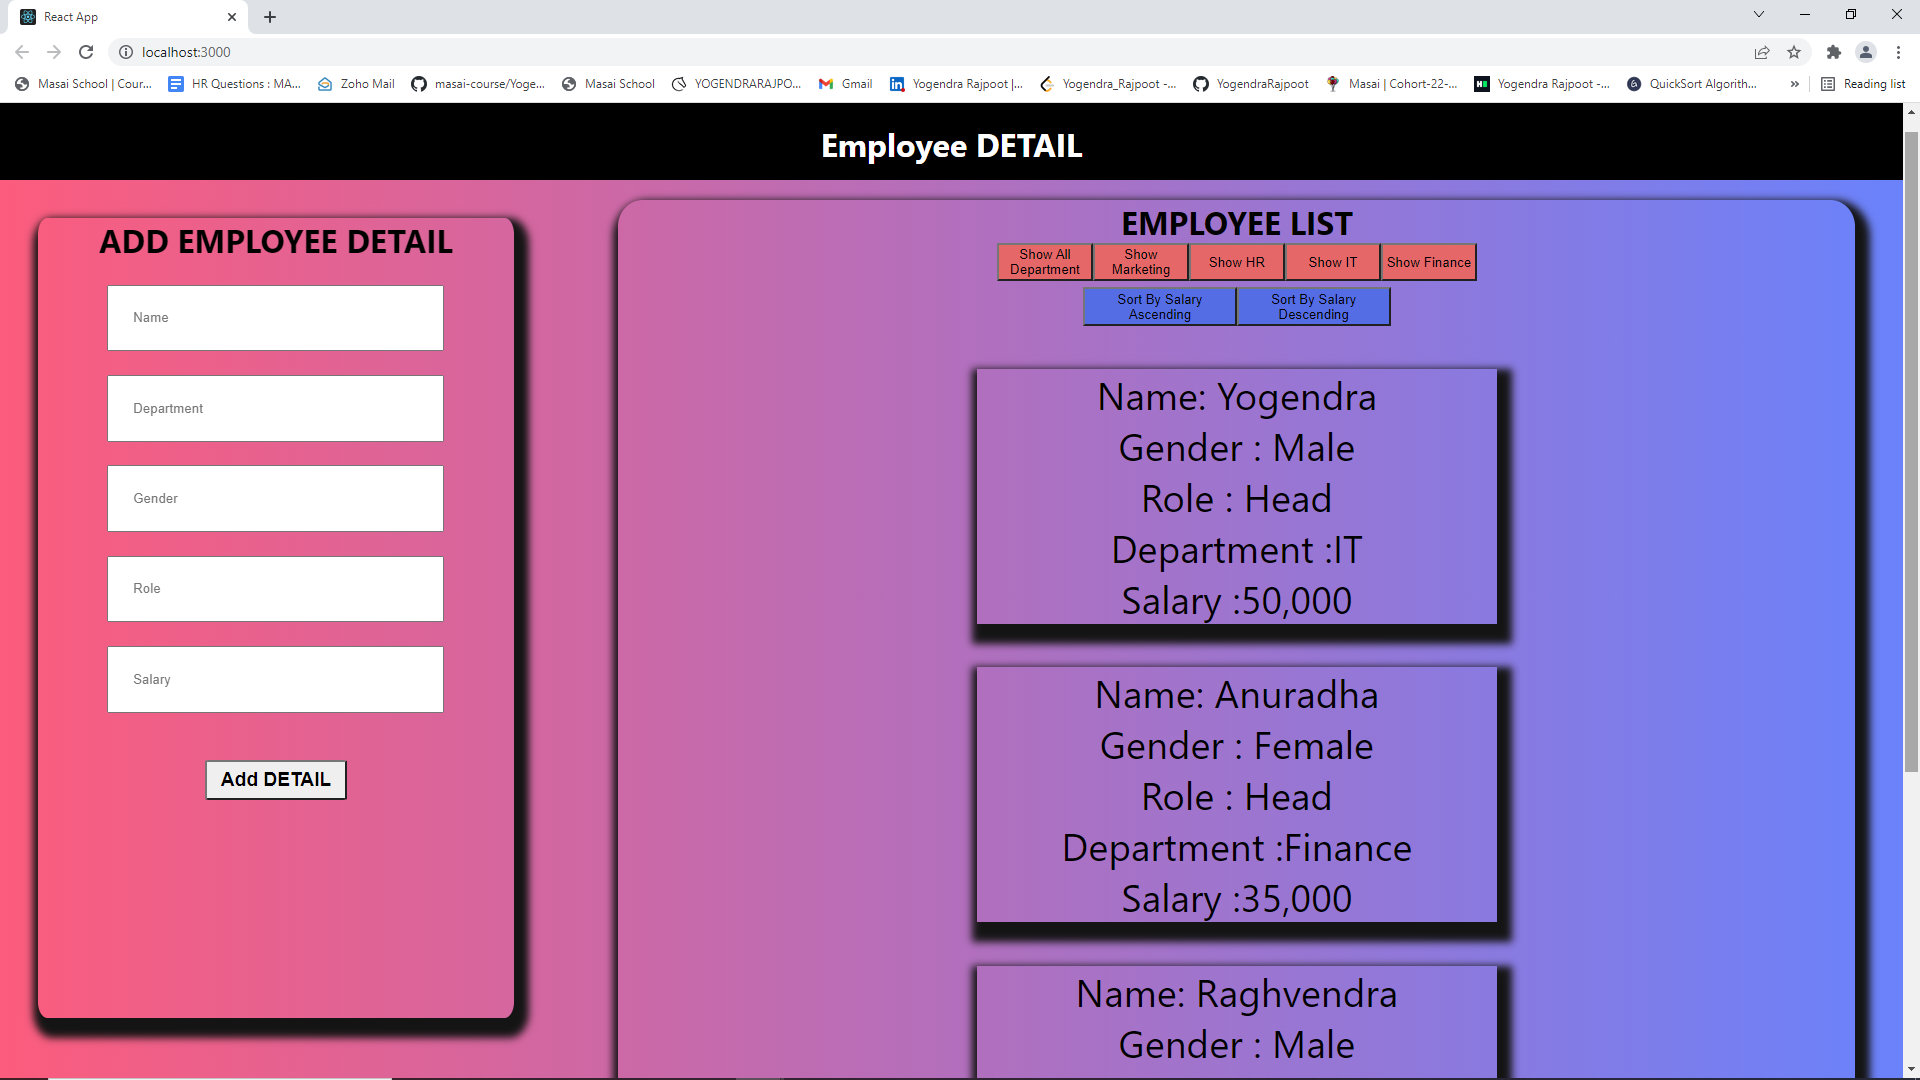 React App
localhost:3000
Masai School | Cour...
HR Questions : MA...
Zoho Mail
masai-course/Yoge...
Masai School
YOGENDRARAJPO...
Gmail
Yogendra Rajpoot |...
Yogendra_Rajpoot -...
YogendraRajpoot
Masai | Cohort-22-...
Yogendra Rajpoot -...
QuickSort Algorith...
»
Reading list
Employee DETAIL
ADD EMPLOYEE DETAIL
Name
Department
Gender
Role
Salary
Add DETAIL
EMPLOYEE LIST
Show All
Department
Show
Marketing
Show HR
Show IT
Show Finance
Sort By Salary
Ascending
Sort By Salary
Descending
Name: Yogendra
Gender : Male
Role : Head
Department :IT
Salary :50,000
Name: Anuradha
Gender : Female
Role : Head
Department :Finance
Salary :35,000
Name: Raghvendra
Gender : Male